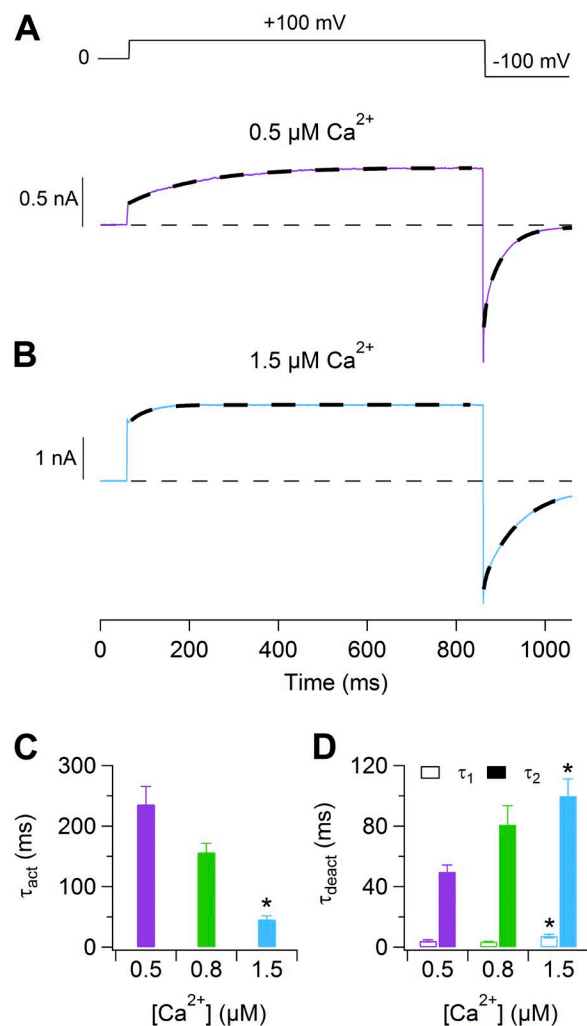 A
+100 mV
0
-100 mV
0.5 µM Ca²⁺
0.5 nA
B
1.5 µM Ca²⁺
1 nA
0 200 400 600 800 1000
Time (ms)
C
300
200
100
0
τact (ms)
0.5 0.8 1.5
[Ca²⁺] (µM)
*
D
τ₁ τ₂
120
80
40
0
τdeact (ms)
0.5 0.8 1.5
[Ca²⁺] (µM)
*
*